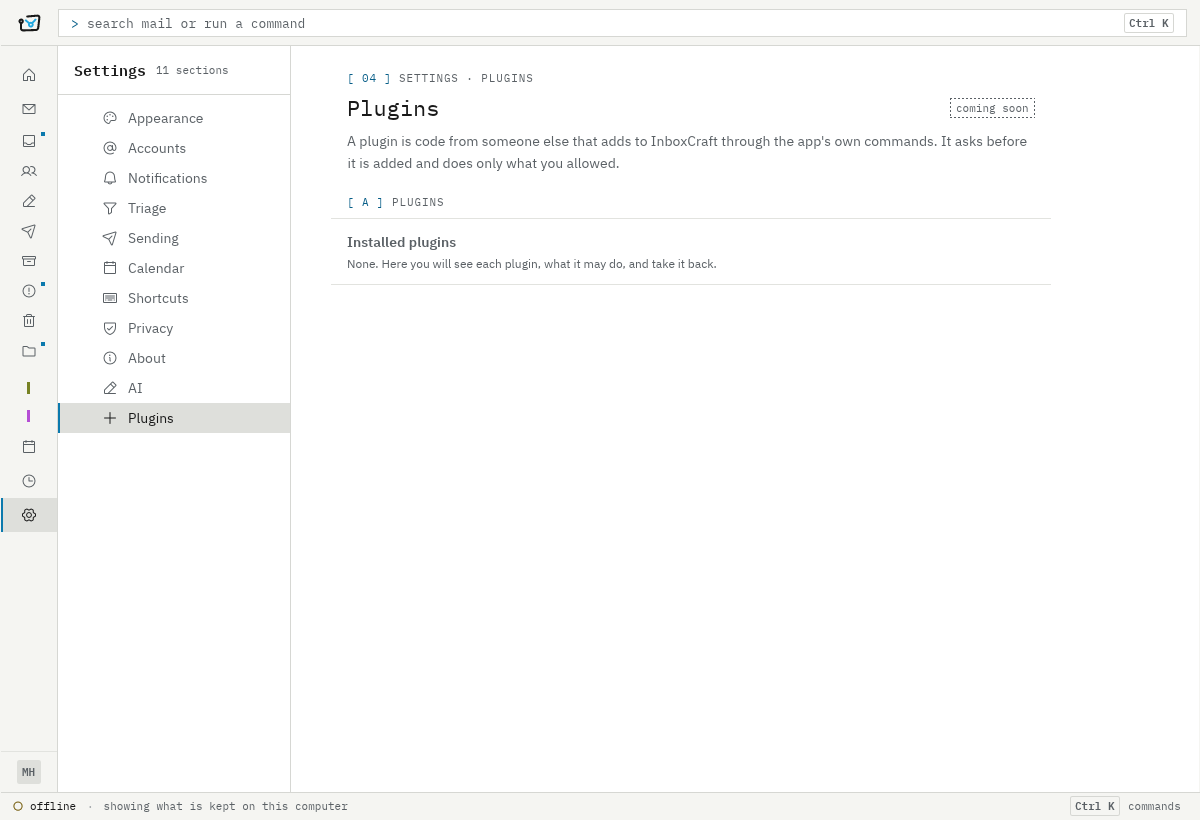 > search mail or run a command
Ctrl K
Settings 11 sections
Appearance
Accounts
Notifications
Triage
Sending
Calendar
Shortcuts
Privacy
About
AI
Plugins
MH
[ 04 ] SETTINGS · PLUGINS
Plugins
coming soon
A plugin is code from someone else that adds to InboxCraft through the app's own commands. It asks before
it is added and does only what you allowed.
[ A ] PLUGINS
Installed plugins
None. Here you will see each plugin, what it may do, and take it back.
offline · showing what is kept on this computer
Ctrl K commands